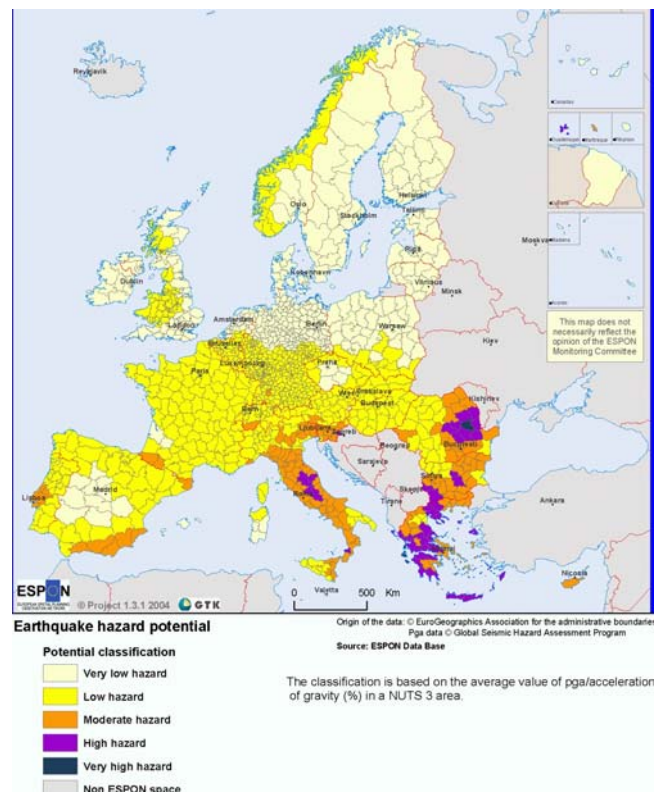 Reykjavik
Canarias
Guadeloupe
Martinique
Réunion
Guyane
Madeira
Azores
Helsinki
Oslo
Tallinn
Stockholm
Riga
Moskva
København
Dublin
Vilnius
Minsk
London
Amsterdam
Berlin
Warsaw
This map does not
necessarily reflect the
opinion of the ESPON
Monitoring Committee
Bruxelles
Kiev
Luxembourg
Praha
Paris
Wien
Bratislava
Budapest
Kishinev
Bern
Ljubljana
Zagreb
Beograd
Bucuresti
Sarajevo
Sofiya
Madrid
Skopje
Lisboa
Tirane
Ankara
Nicosia
Valetta
ESPON
© Project 1.3.1 2004
GTK
0 500 Km
Earthquake hazard potential
Origin of the data: © EuroGeographics Association for the administrative boundaries
Pga data © Global Seismic Hazard Assessment Program
Source: ESPON Data Base
Potential classification
Very low hazard
Low hazard
Moderate hazard
High hazard
Very high hazard
Non ESPON space
The classification is based on the average value of pga/acceleration
of gravity (%) in a NUTS 3 area.